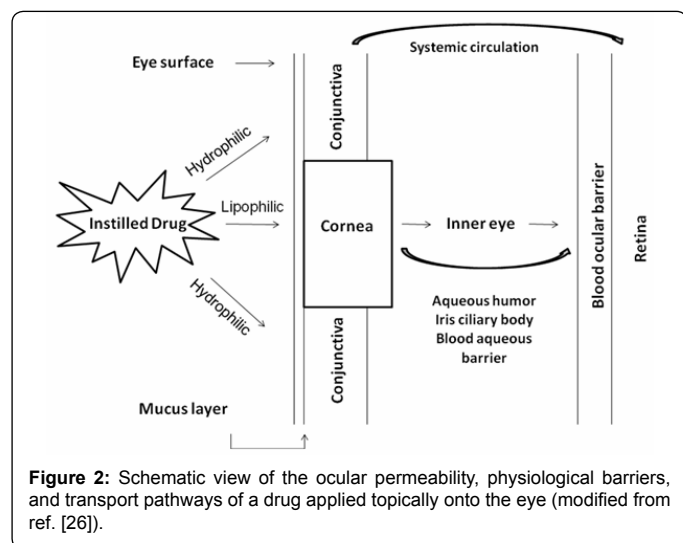 Systemic circulation
Eye surface
Conjunctiva
Hydrophilic
Lipophilic
Instilled Drug
Hydrophilic
Cornea
Inner eye
Blood ocular barrier
Retina
Aqueous humor
Iris ciliary body
Blood aqueous
barrier
Conjunctiva
Mucus layer
Figure 2: Schematic view of the ocular permeability, physiological barriers,
and transport pathways of a drug applied topically onto the eye (modified from
ref. [26]).